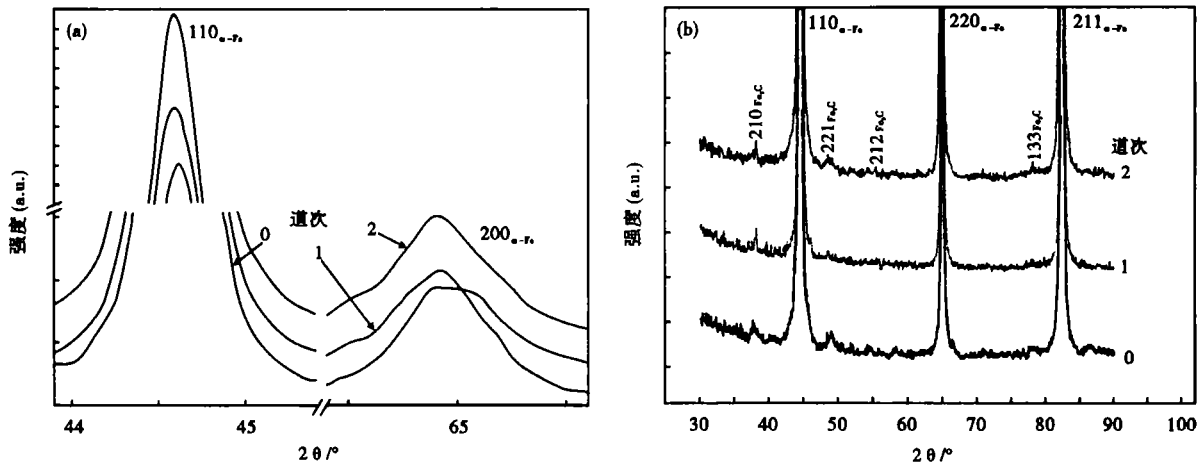 (a)
110α-Fe
道次
0
1
2
200α-Fe
强度 (a.u.)
44
45
65
2 θ /°
(b)
110α-Fe
220α-Fe
211α-Fe
210Fe₃C
221Fe₃C
212Fe₃C
133Fe₃C
道次
2
1
0
强度 (a.u.)
30 40 50 60 70 80 90 100
2 θ /°